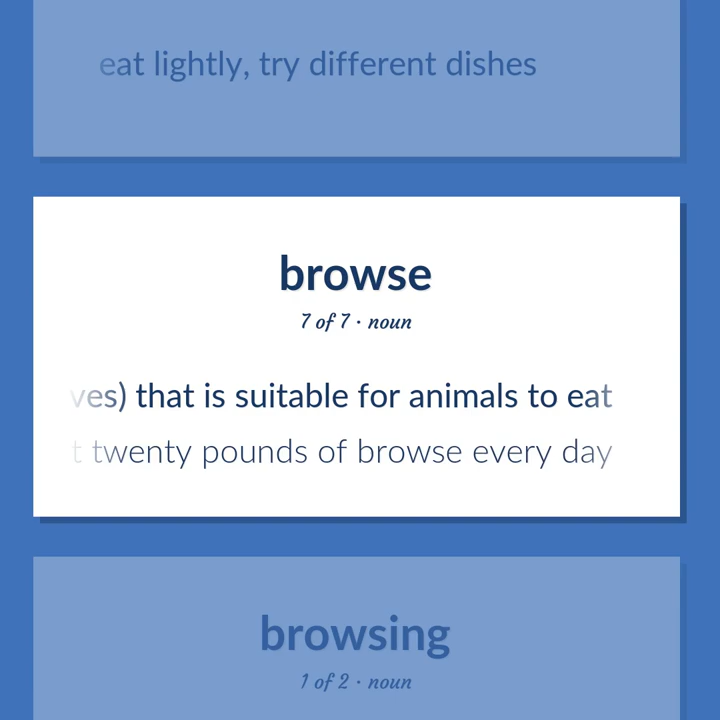 eat lightly, try different dishes
browse
7 of 7 · noun
ves) that is suitable for animals to eat
t twenty pounds of browse every day
browsing
1 of 2 · noun